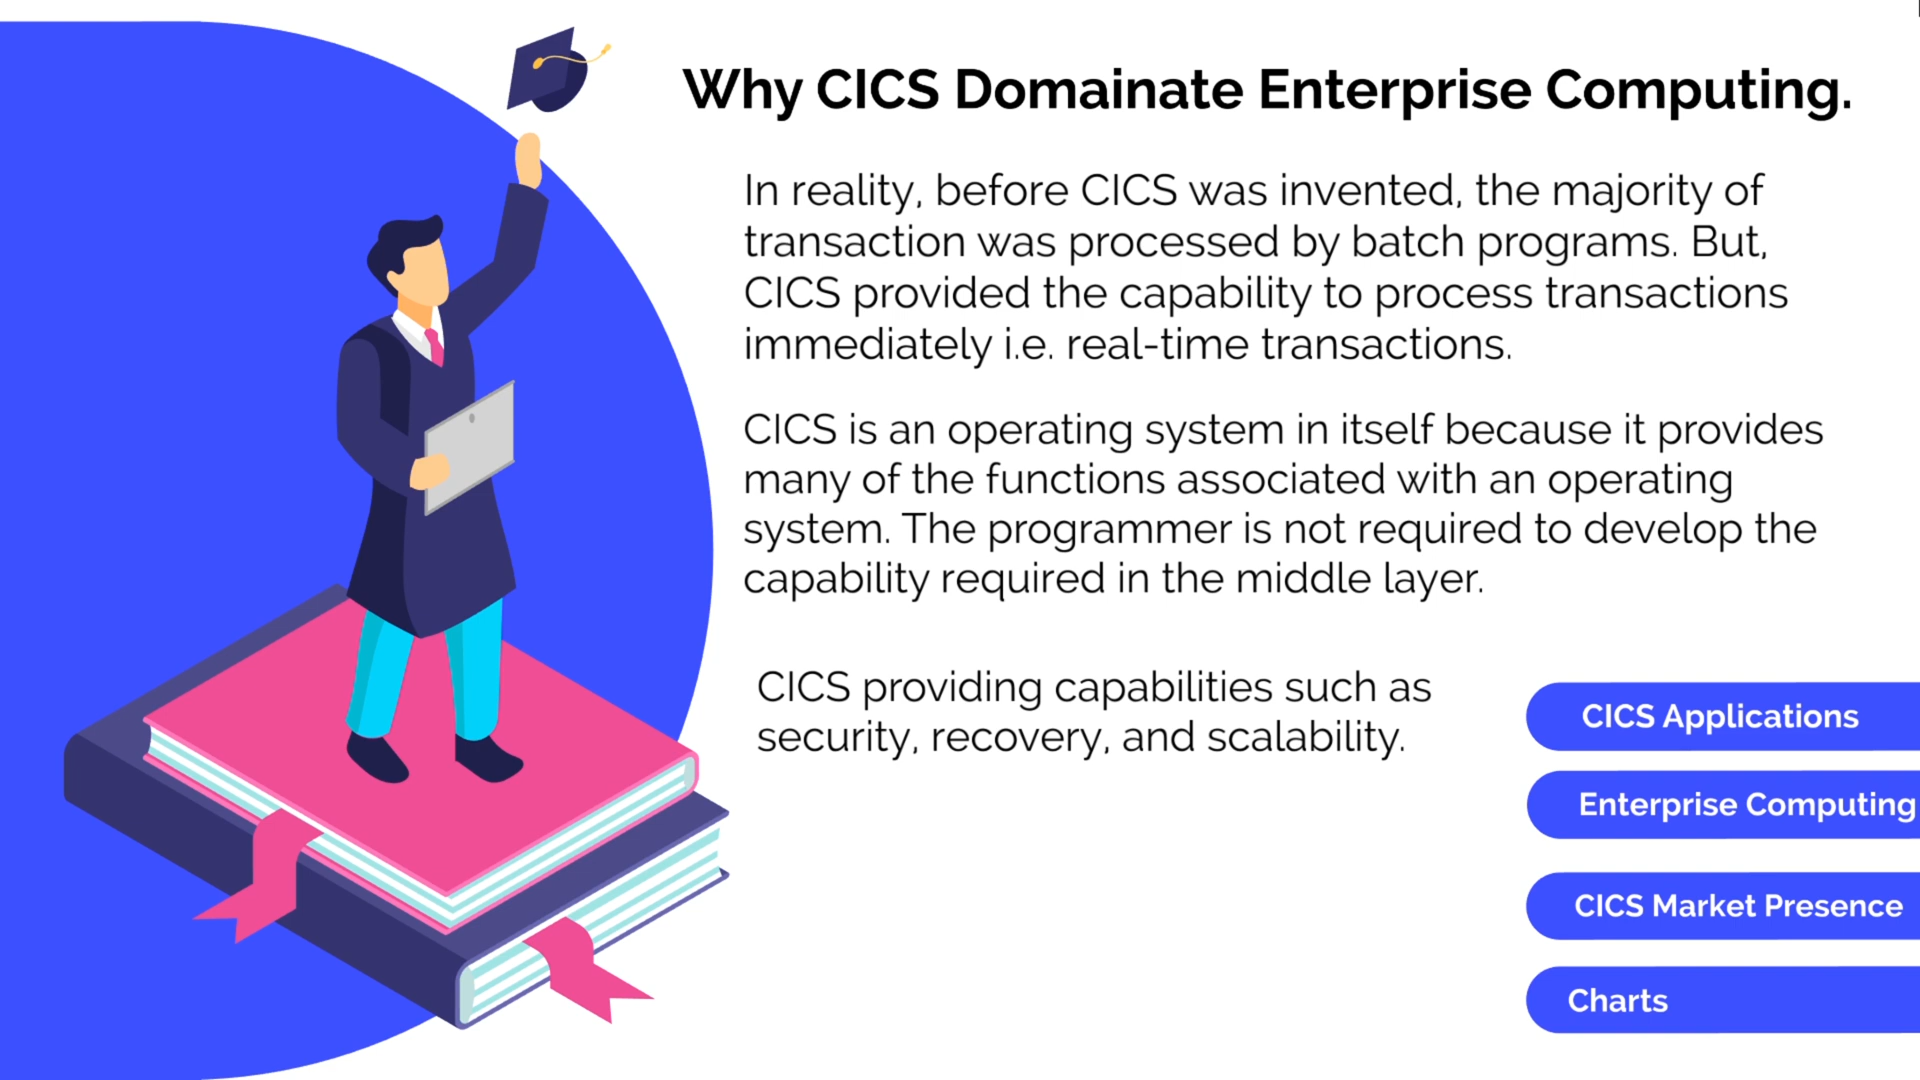 Why CICS Domainate Enterprise Computing.
In reality, before CICS was invented, the majority of
transaction was processed by batch programs. But,
CICS provided the capability to process transactions
immediately i.e. real-time transactions.
CICS is an operating system in itself because it provides
many of the functions associated with an operating
system. The programmer is not required to develop the
capability required in the middle layer.
CICS providing capabilities such as
security, recovery, and scalability.
CICS Applications
Enterprise Computing
CICS Market Presence
Charts